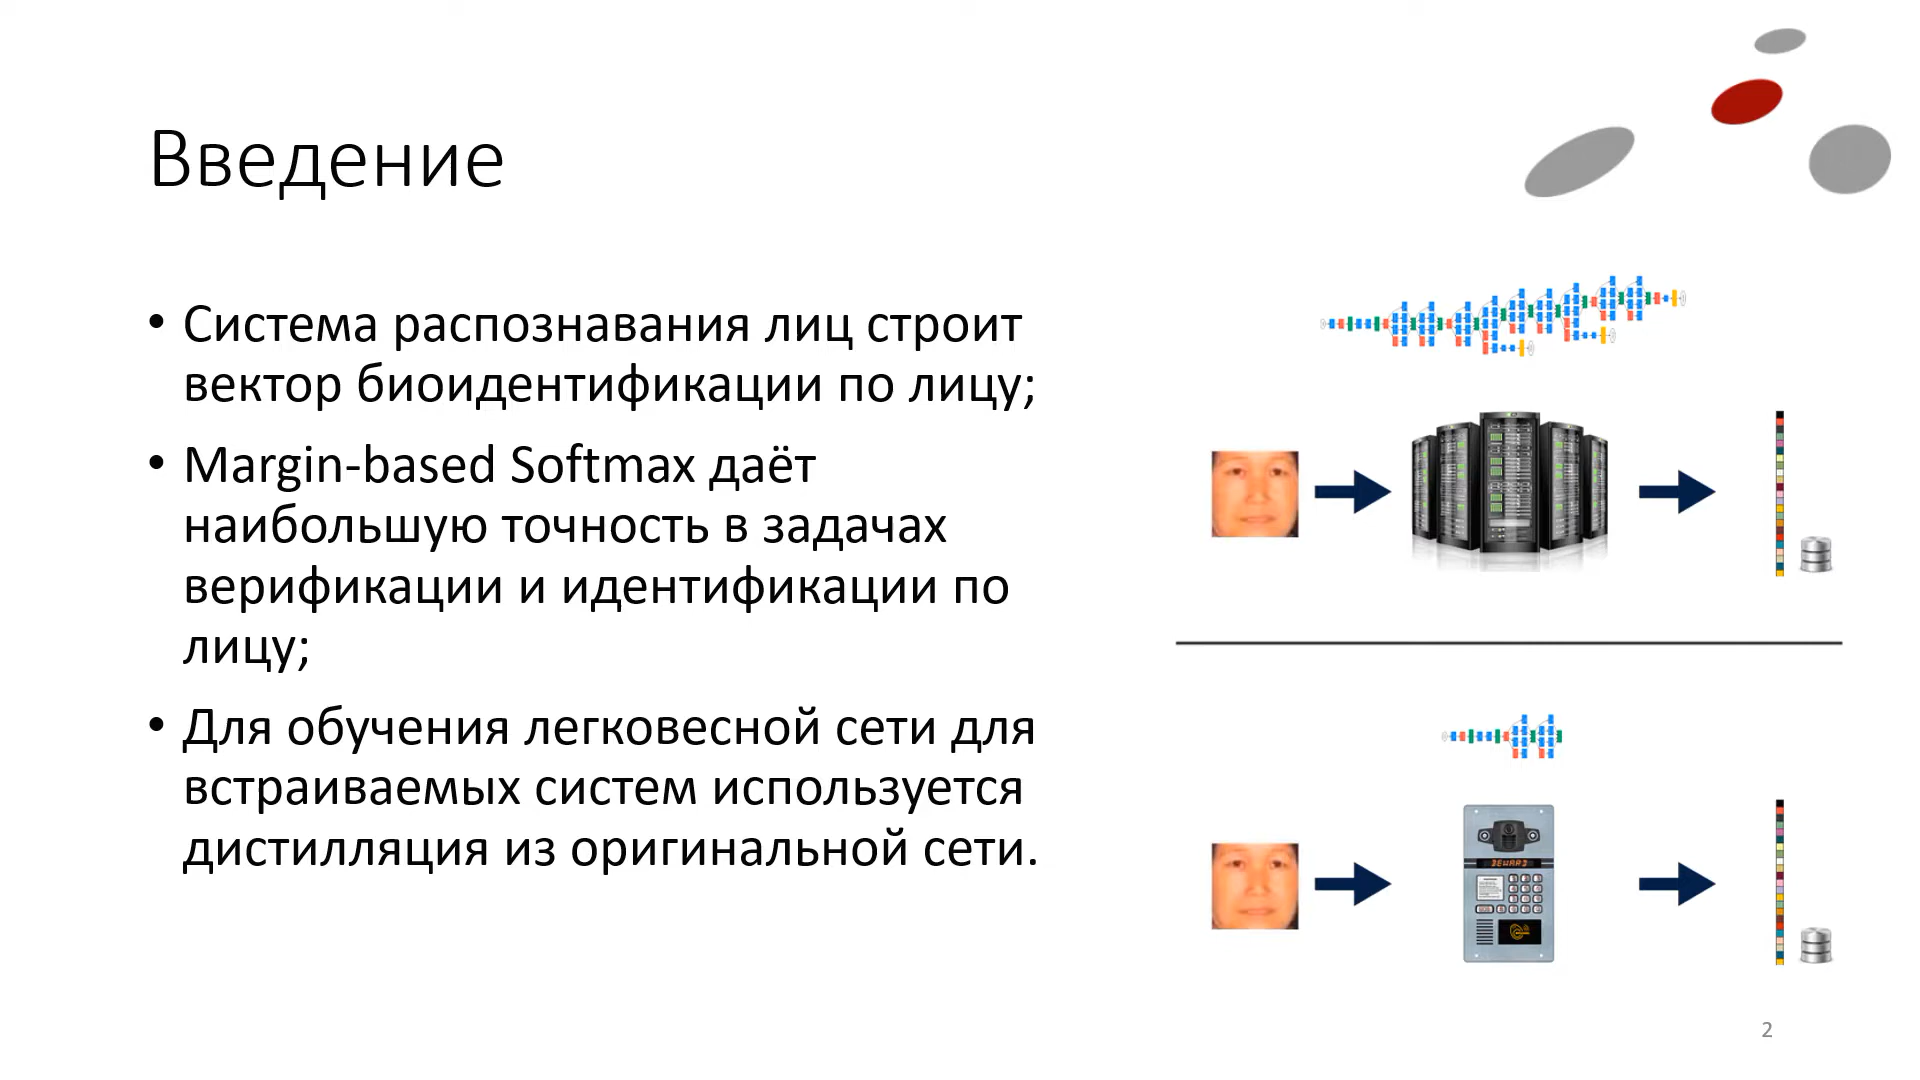 Введение
• Система распознавания лиц строит
вектор биоидентификации по лицу;
• Margin-based Softmax даёт
наибольшую точность в задачах
верификации и идентификации по
лицу;
• Для обучения легковесной сети для
встраиваемых систем используется
дистилляция из оригинальной сети.
BEWARD
2